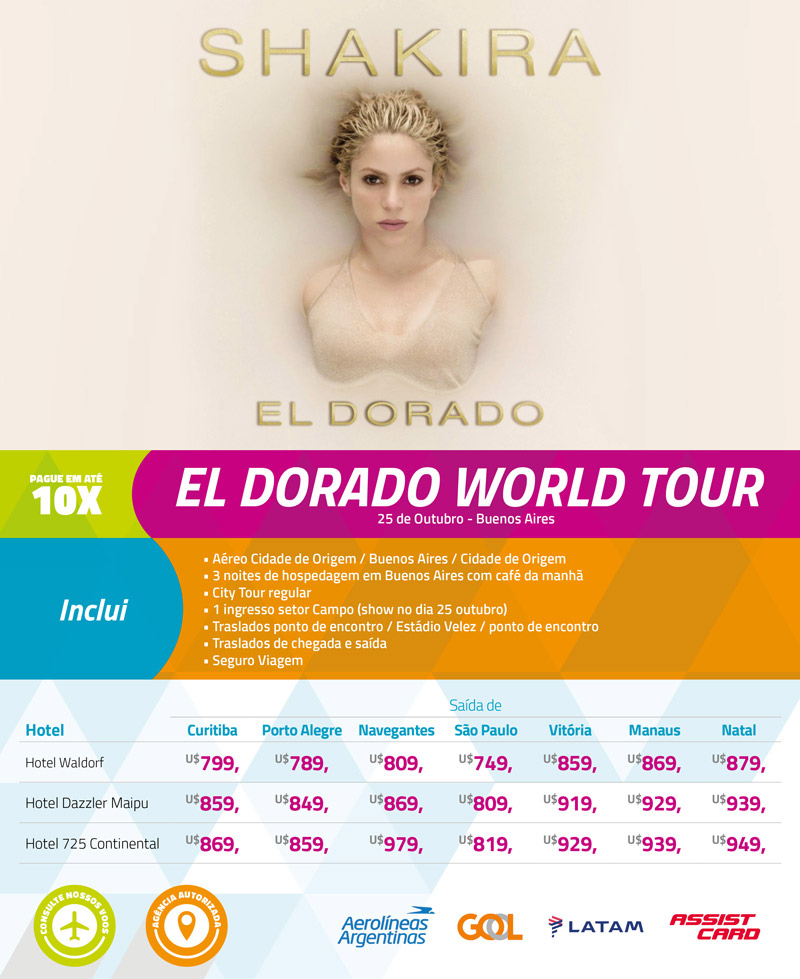 SHAKIRA
EL DORADO
PAGUE EM ATÉ
10X
EL DORADO WORLD TOUR
25 de Outubro - Buenos Aires
Inclui
• Aéreo Cidade de Origem / Buenos Aires / Cidade de Origem
• 3 noites de hospedagem em Buenos Aires com café da manhã
• City Tour regular
• 1 ingresso setor Campo (show no dia 25 outubro)
• Traslados ponto de encontro / Estádio Velez / ponto de encontro
• Traslados de chegada e saída
• Seguro Viagem
Saída de
Hotel Curitiba Porto Alegre Navegantes São Paulo Vitória Manaus Natal
Hotel Waldorf U$799, U$789, U$809, U$749, U$859, U$869, U$879,
Hotel Dazzler Maipu U$859, U$849, U$869, U$809, U$919, U$929, U$939,
Hotel 725 Continental U$869, U$859, U$979, U$819, U$929, U$939, U$949,
CONSULTE NOSSOS VOOS
AGÊNCIA AUTORIZADA
Aerolíneas
Argentinas
GOL
LATAM
ASSIST
CARD